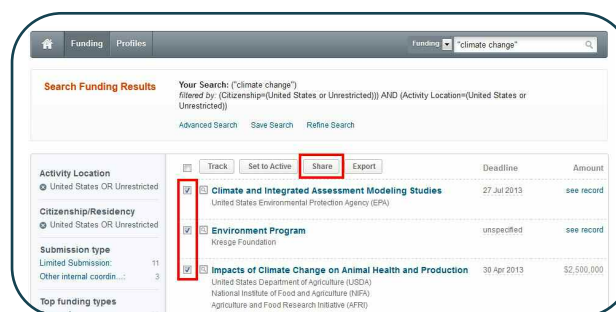 Funding Profiles Funding "climate change"
Search Funding Results
Your Search: ("climate change")
filtered by: (Citizenship=(United States or Unrestricted))) AND (Activity Location=(United States or
Unrestricted))
Advanced Search Save Search Refine Search
Activity Location
United States OR Unrestricted
Citizenship/Residency
United States OR Unrestricted
Submission type
Limited Submission: 11
Other internal coordin...: 3
Top funding types
Track Set to Active Share Export Deadline Amount
Climate and Integrated Assessment Modeling Studies 27 Jul 2013 see record
United States Environmental Protection Agency (EPA)
Environment Program unspecified see record
Kresge Foundation
Impacts of Climate Change on Animal Health and Production 30 Apr 2013 $2,500,000
United States Department of Agriculture (USDA)
National Institute of Food and Agriculture (NIFA)
Agriculture and Food Research Initiative (AFRI)